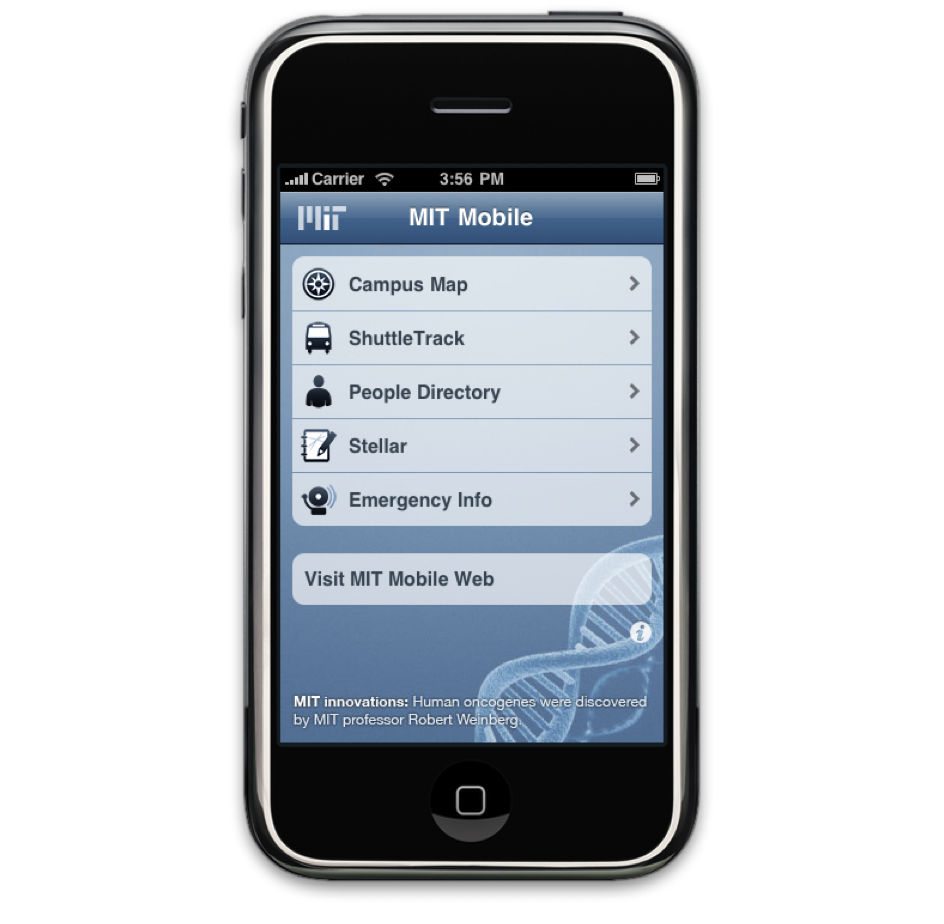 Carrier 3:56 PM
MIT MIT Mobile
Campus Map
ShuttleTrack
People Directory
Stellar
Emergency Info
Visit MIT Mobile Web
i
MIT innovations: Human oncogenes were discovered
by MIT professor Robert Weinberg.